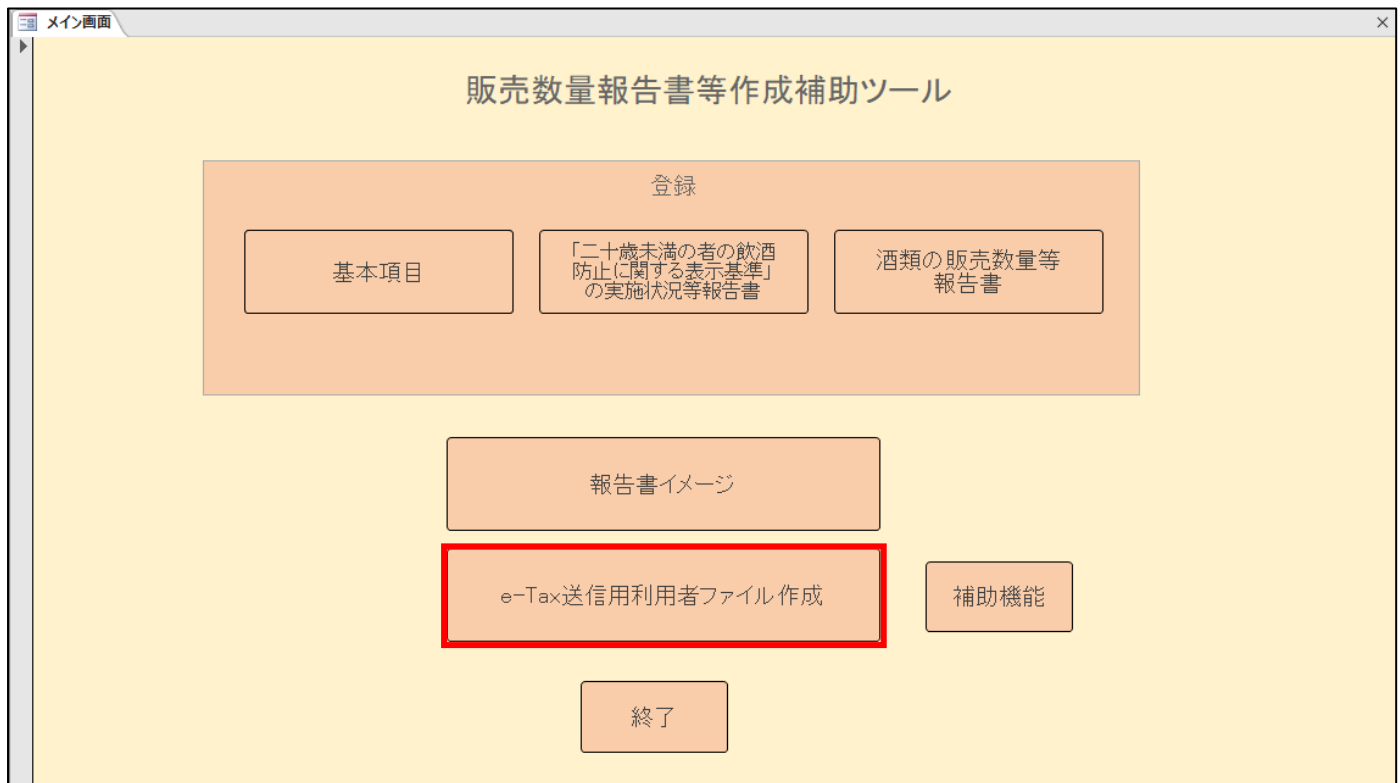 メイン画面
販売数量報告書等作成補助ツール
登録
基本項目
「二十歳未満の者の飲酒
防止に関する表示基準」
の実施状況等報告書
酒類の販売数量等
報告書
報告書イメージ
e-Tax送信用利用者ファイル作成
補助機能
終了